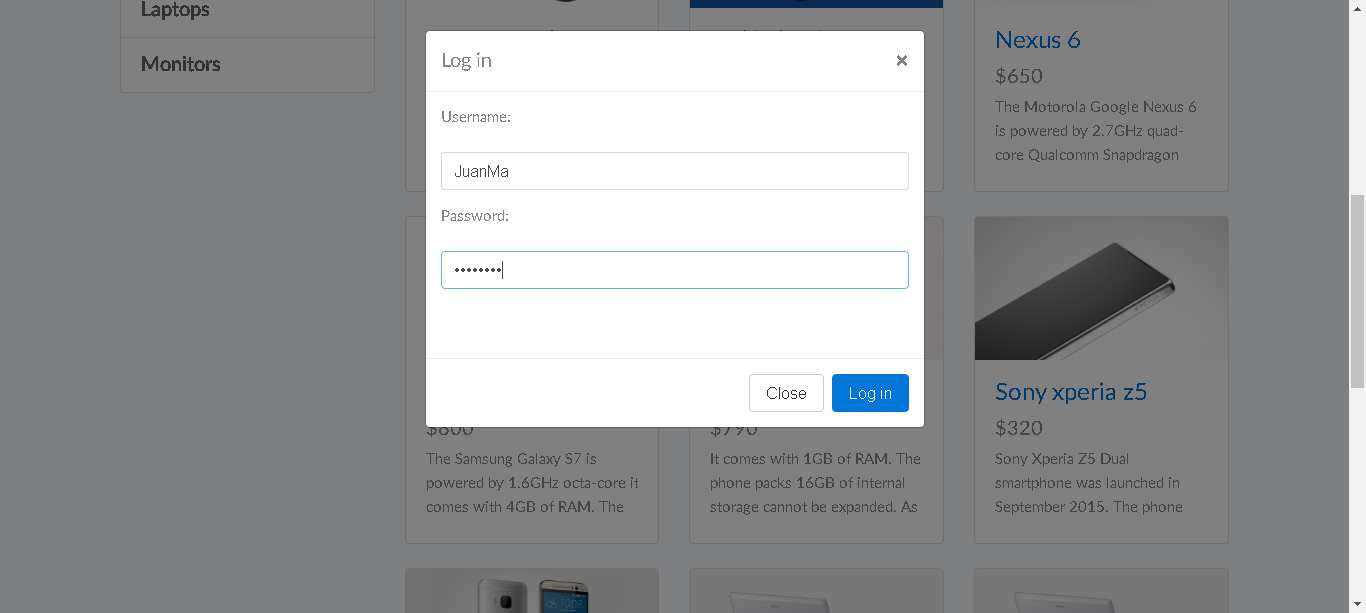 Laptops
Monitors
Log in
×
Username:
JuanMa
Password:
••••••••
Close
Log in
Nexus 6
$650
The Motorola Google Nexus 6
is powered by 2.7GHz quad-
core Qualcomm Snapdragon
$800
The Samsung Galaxy S7 is
powered by 1.6GHz octa-core it
comes with 4GB of RAM. The
$790
It comes with 1GB of RAM. The
phone packs 16GB of internal
storage cannot be expanded. As
Sony xperia z5
$320
Sony Xperia Z5 Dual
smartphone was launched in
September 2015. The phone